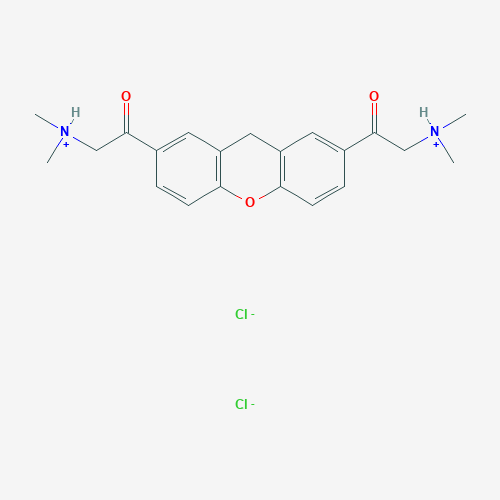 O O
H H
N N
+ +
O
Cl -
Cl -